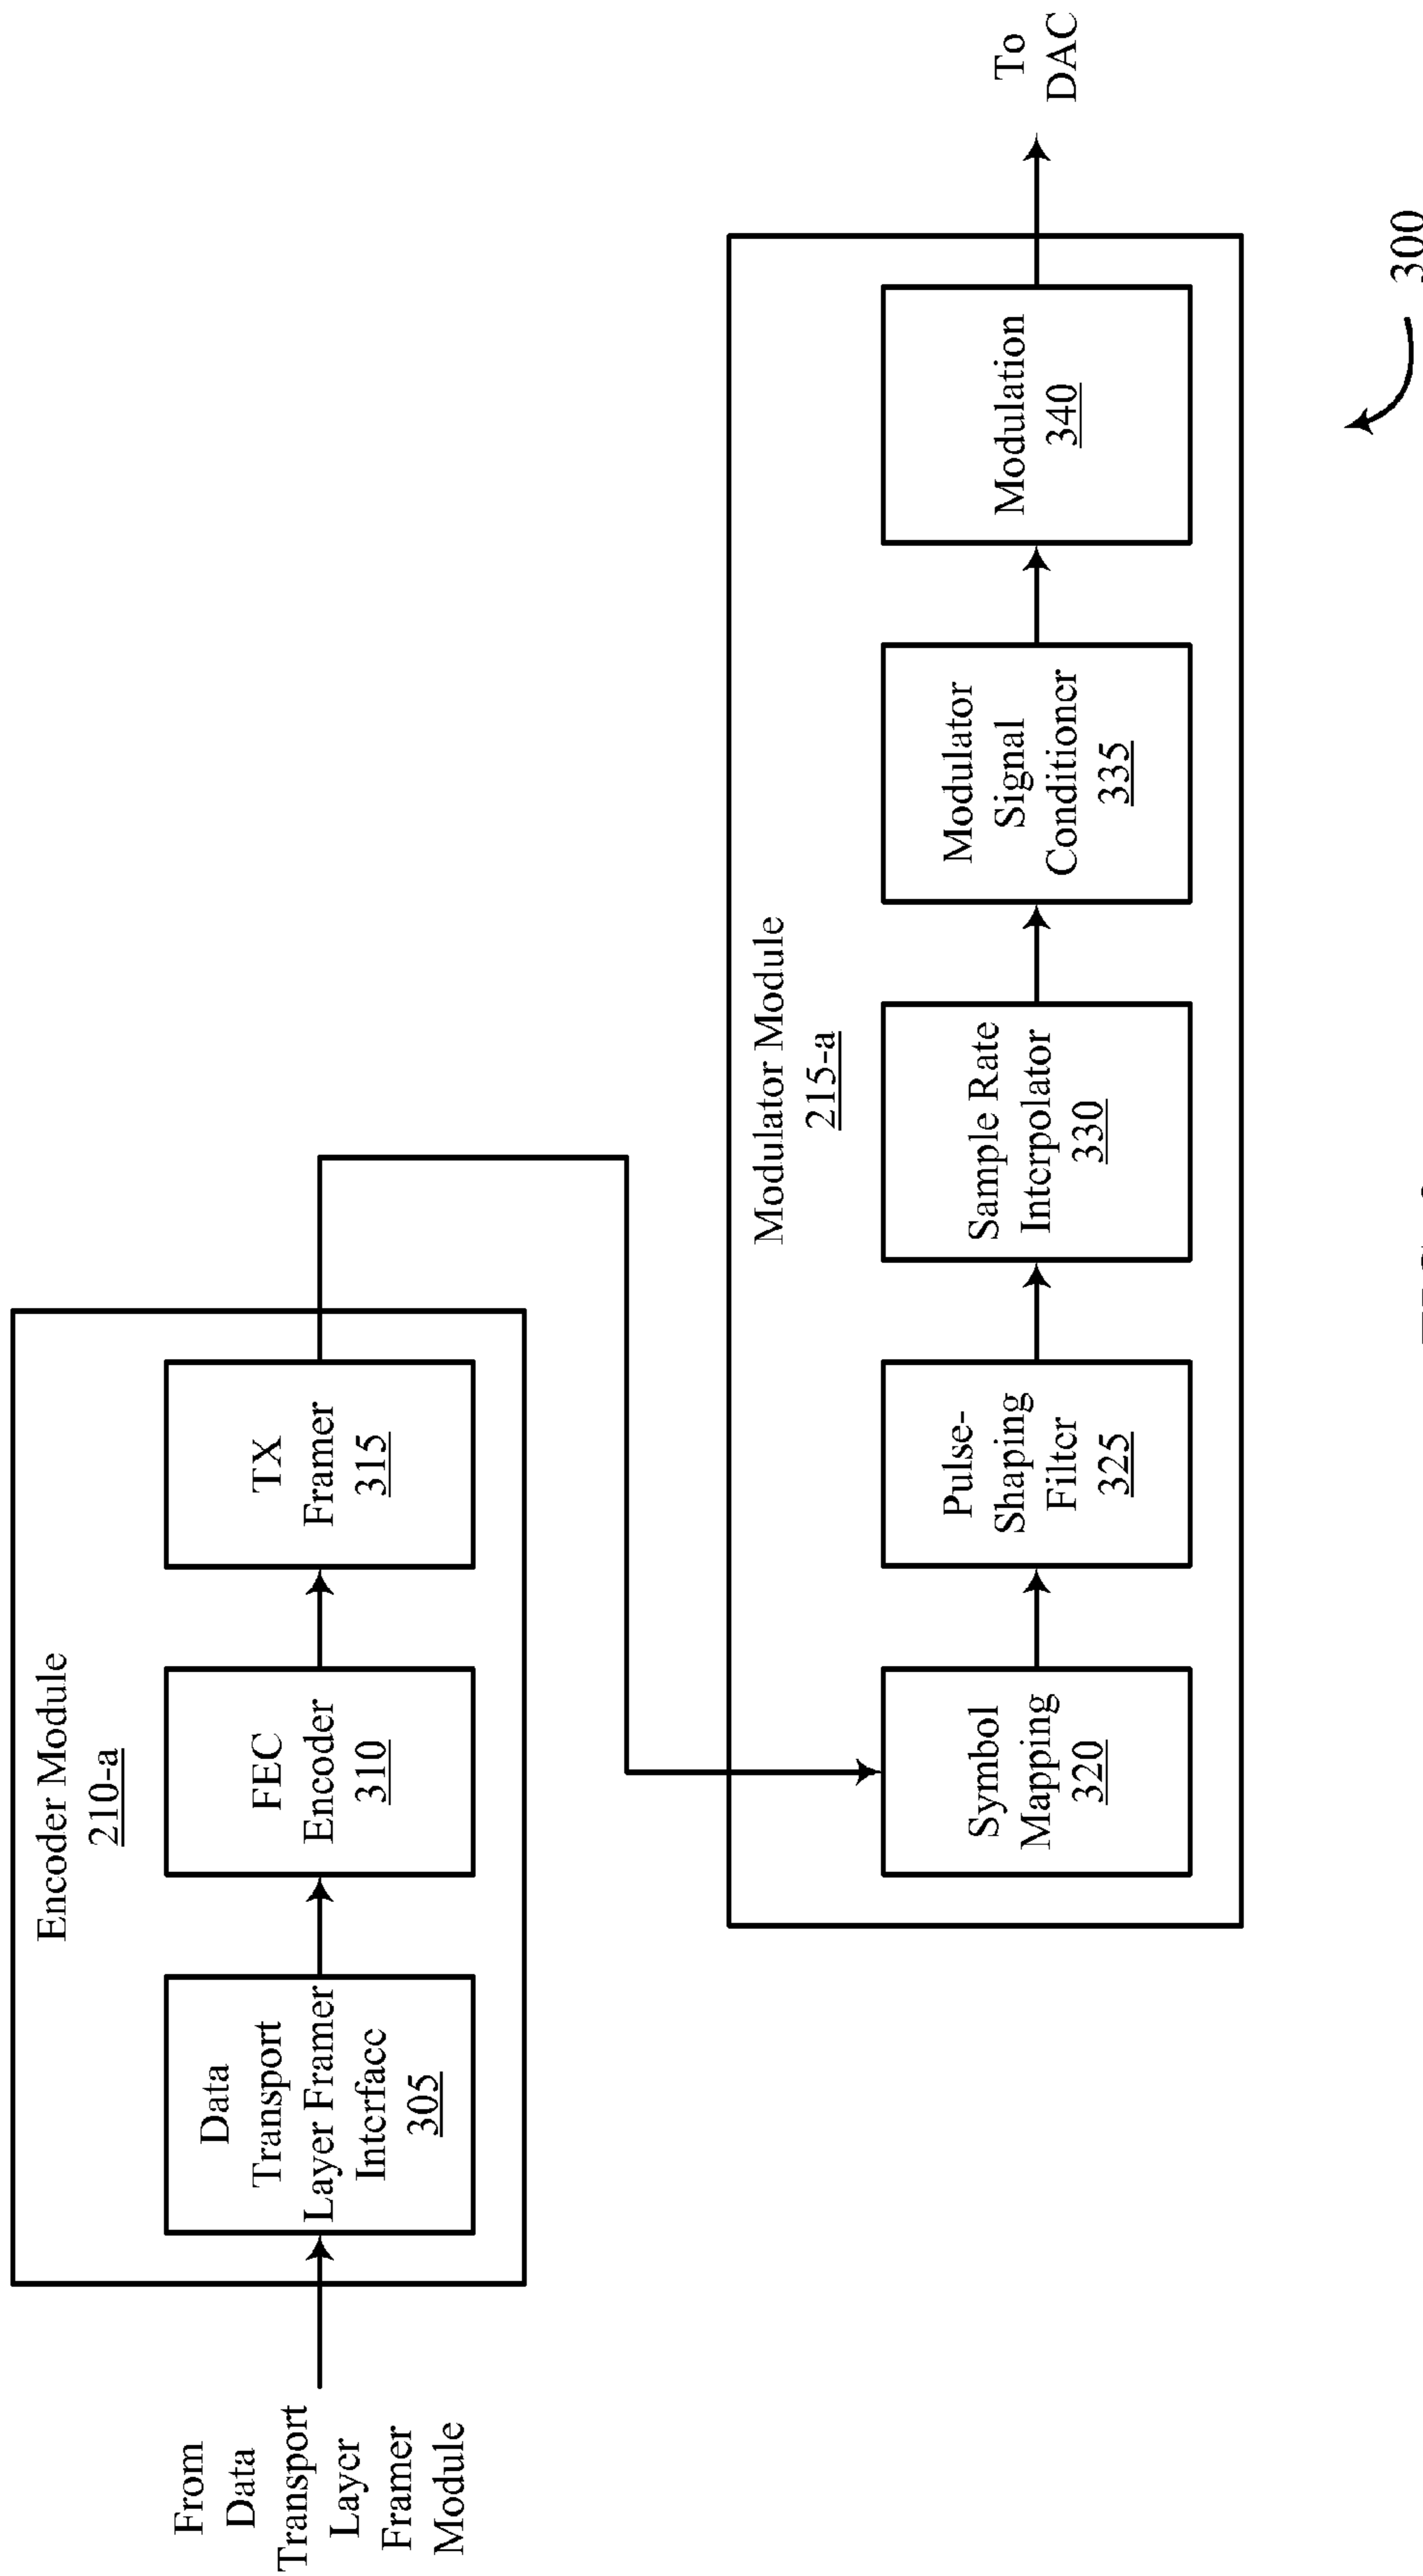 Encoder Module
210-a
From
Data
Transport
Layer
Framer
Module
Data
Transport
Layer Framer
Interface
305
FEC
Encoder
310
TX
Framer
315
Modulator Module
215-a
Symbol
Mapping
320
Pulse-
Shaping
Filter
325
Sample Rate
Interpolator
330
Modulator
Signal
Conditioner
335
Modulation
340
To
DAC
300